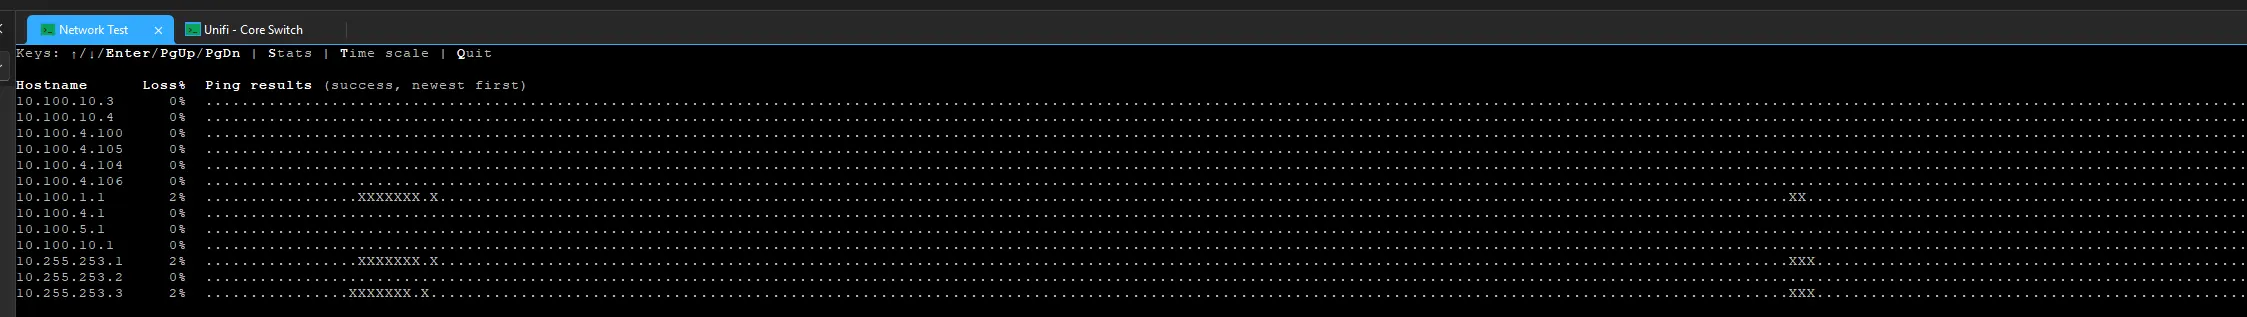 Network Test × Unifi - Core Switch
Keys: ↑/↓/Enter/PgUp/PgDn | Stats | Time scale | Quit
Hostname Loss% Ping results (success, newest first)
10.100.10.3 0% ....................
10.100.10.4 0% ....................
10.100.4.100 0% ....................
10.100.4.105 0% ....................
10.100.4.104 0% ....................
10.100.4.106 0% ....................
10.100.1.1 2% .................XXXXXXX.X....................XX....................
10.100.4.1 0% ....................
10.100.5.1 0% ....................
10.100.10.1 0% ....................
10.255.253.1 2% .................XXXXXXX.X....................XXX....................
10.255.253.2 0% ....................
10.255.253.3 2% ................XXXXXXX.X....................XXX....................